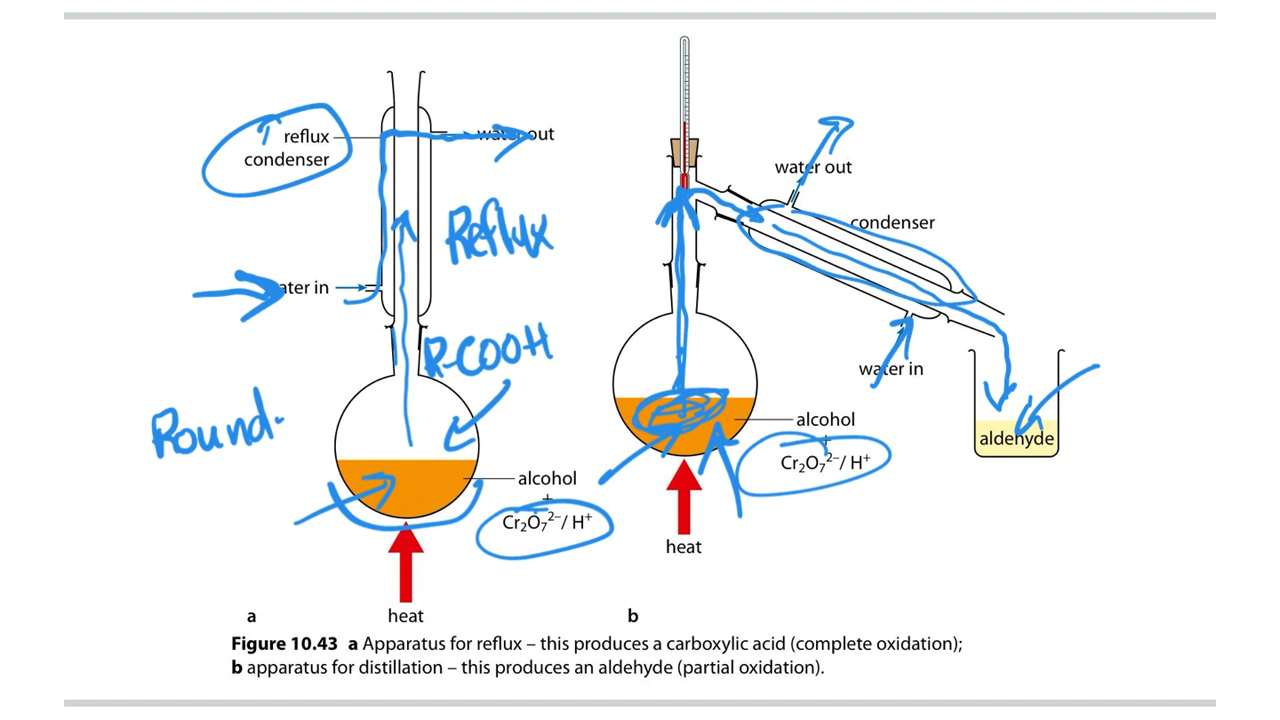 reflux
condenser
water out
Reflux
ater in
R-COOH
Round-
alcohol
+
Cr₂O₇²⁻/ H⁺
heat
a
water out
condenser
water in
aldehyde
alcohol
+
Cr₂O₇²⁻/ H⁺
heat
b
Figure 10.43 a Apparatus for reflux – this produces a carboxylic acid (complete oxidation);
b apparatus for distillation – this produces an aldehyde (partial oxidation).